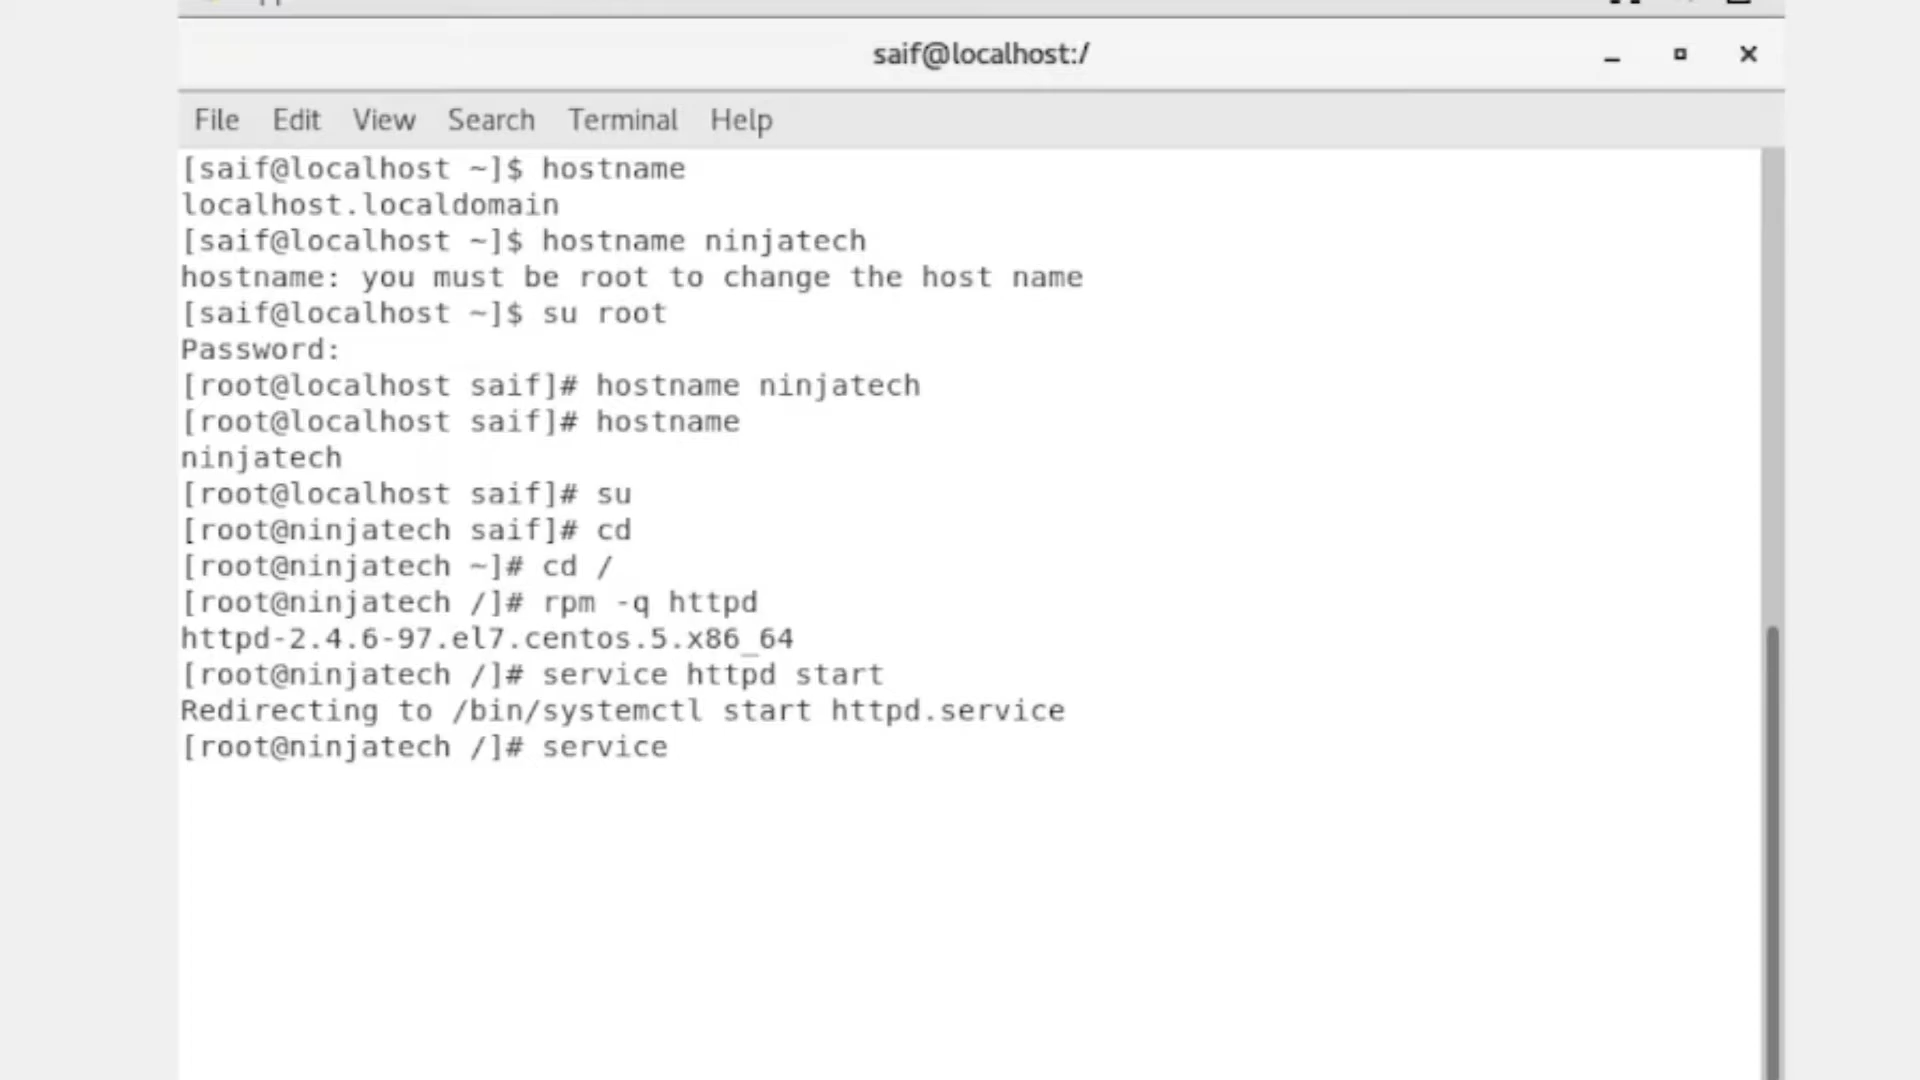 saif@localhost:/
File Edit View Search Terminal Help
[saif@localhost ~]$ hostname
localhost.localdomain
[saif@localhost ~]$ hostname ninjatech
hostname: you must be root to change the host name
[saif@localhost ~]$ su root
Password:
[root@localhost saif]# hostname ninjatech
[root@localhost saif]# hostname
ninjatech
[root@localhost saif]# su
[root@ninjatech saif]# cd
[root@ninjatech ~]# cd /
[root@ninjatech /]# rpm -q httpd
httpd-2.4.6-97.el7.centos.5.x86_64
[root@ninjatech /]# service httpd start
Redirecting to /bin/systemctl start httpd.service
[root@ninjatech /]# service